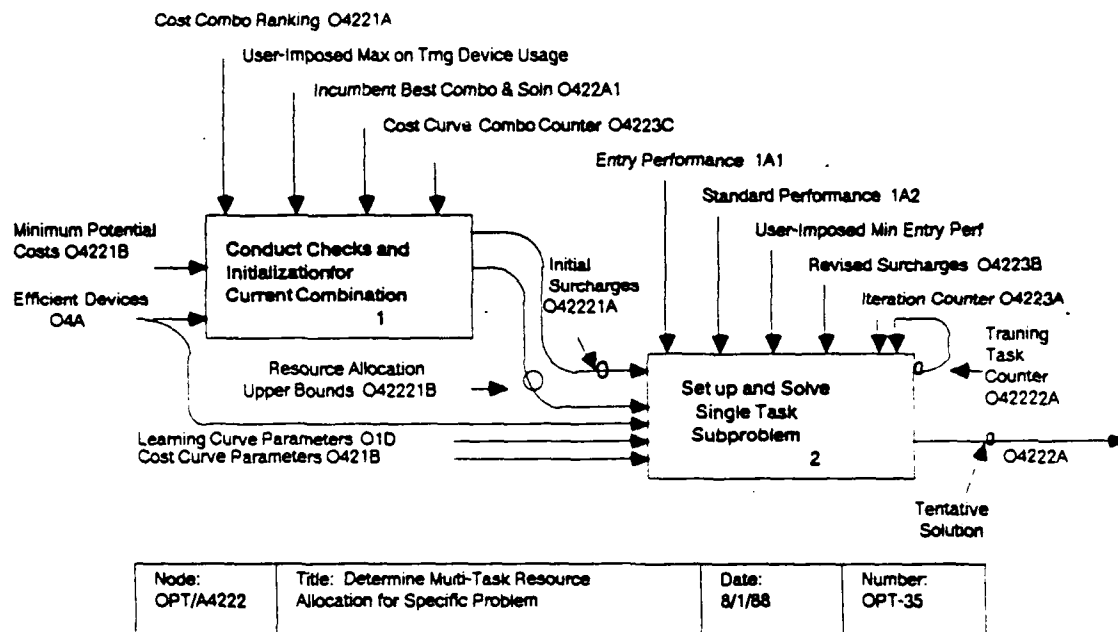 Cost Combo Ranking O4221A
User-Imposed Max on Trng Device Usage
Incumbent Best Combo & Soln O422A1
Cost Curve Combo Counter O4223C
Entry Performance 1A1
Standard Performance 1A2
User-Imposed Min Entry Perf
Revised Surcharges O4223B
Iteration Counter O4223A
Minimum Potential
Costs O4221B
Efficient Devices
O4A
Conduct Checks and
Initializationfor
Current Combination
1
Initial
Surcharges
O42221A
Resource Allocation
Upper Bounds O42221B
Learning Curve Parameters O1D
Cost Curve Parameters O421B
Set up and Solve
Single Task
Subproblem
2
Training
Task
Counter
O42222A
O4222A
Tentative
Solution
Node:
OPT/A4222
Title: Determine Multi-Task Resource
Allocation for Specific Problem
Date:
8/1/88
Number:
OPT-35